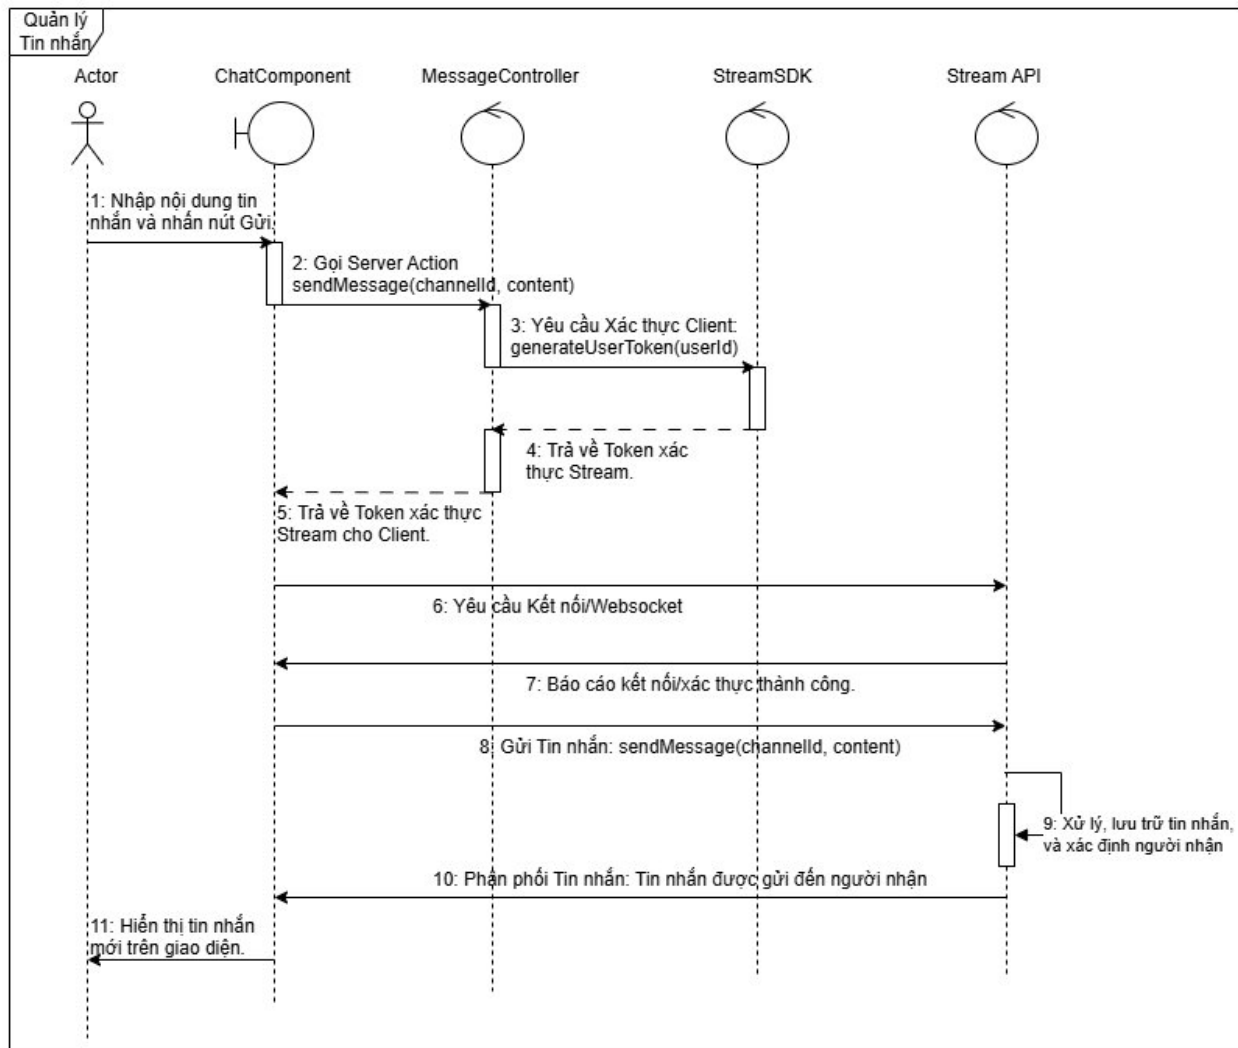 Quản lý
Tin nhắn
Actor
ChatComponent
MessageController
StreamSDK
Stream API
1: Nhập nội dung tin
nhắn và nhấn nút Gửi.
2: Gọi Server Action
sendMessage(channelId, content)
3: Yêu cầu Xác thực Client:
generateUserToken(userId)
4: Trả về Token xác
thực Stream.
5: Trả về Token xác thực
Stream cho Client.
6: Yêu cầu Kết nối/Websocket
7: Báo cáo kết nối/xác thực thành công.
8: Gửi Tin nhắn: sendMessage(channelId, content)
9: Xử lý, lưu trữ tin nhắn,
và xác định người nhận
10: Phân phối Tin nhắn: Tin nhắn được gửi đến người nhận
11: Hiển thị tin nhắn
mới trên giao diện.